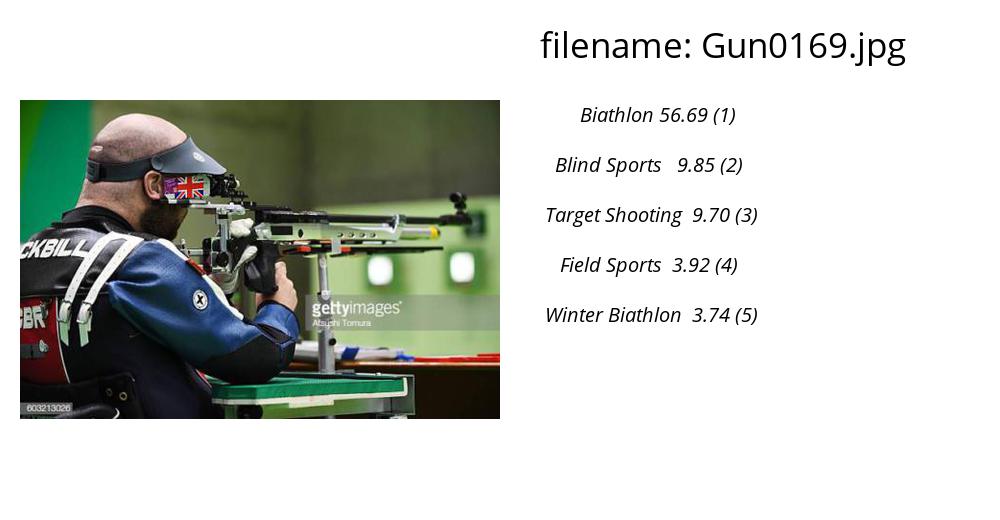 filename: Gun0169.jpg
Biathlon 56.69 (1)
Blind Sports 9.85 (2)
Target Shooting 9.70 (3)
Field Sports 3.92 (4)
Winter Biathlon 3.74 (5)
CKBILL
GBR
gettyimages®
Atsushi Tomura
603213026